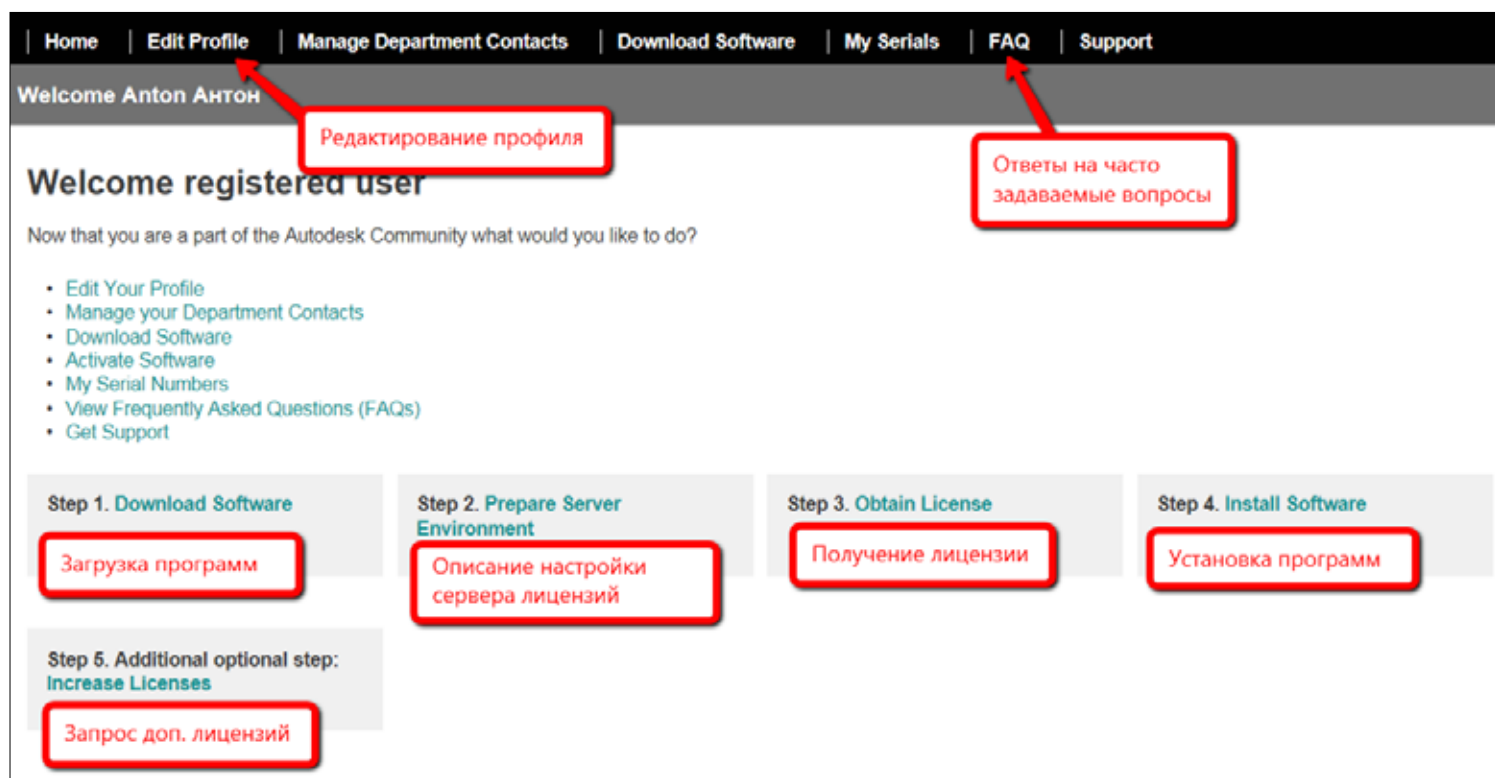 Home | Edit Profile | Manage Department Contacts | Download Software | My Serials | FAQ | Support
Welcome Anton Антон
Редактирование профиля
Ответы на часто
задаваемые вопросы
Welcome registered user
Now that you are a part of the Autodesk Community what would you like to do?
• Edit Your Profile
• Manage your Department Contacts
• Download Software
• Activate Software
• My Serial Numbers
• View Frequently Asked Questions (FAQs)
• Get Support
Step 1. Download Software
Загрузка программ
Step 2. Prepare Server
Environment
Описание настройки
сервера лицензий
Step 3. Obtain License
Получение лицензии
Step 4. Install Software
Установка программ
Step 5. Additional optional step:
Increase Licenses
Запрос доп. лицензий